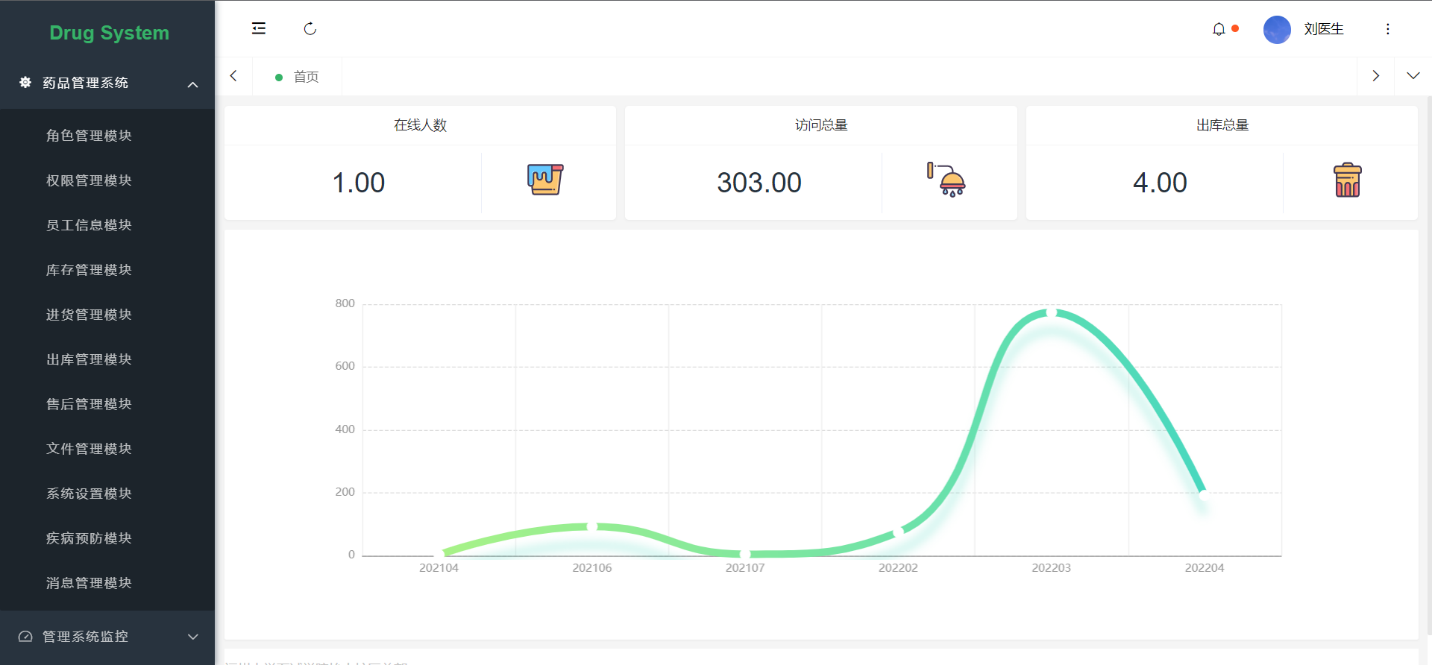 Drug System
药品管理系统
角色管理模块
权限管理模块
员工信息模块
库存管理模块
进货管理模块
出库管理模块
售后管理模块
文件管理模块
系统设置模块
疾病预防模块
消息管理模块
管理系统监控
刘医生
首页
在线人数
1.00
访问总量
303.00
出库总量
4.00
800
600
400
200
0
202104 202106 202107 202202 202203 202204